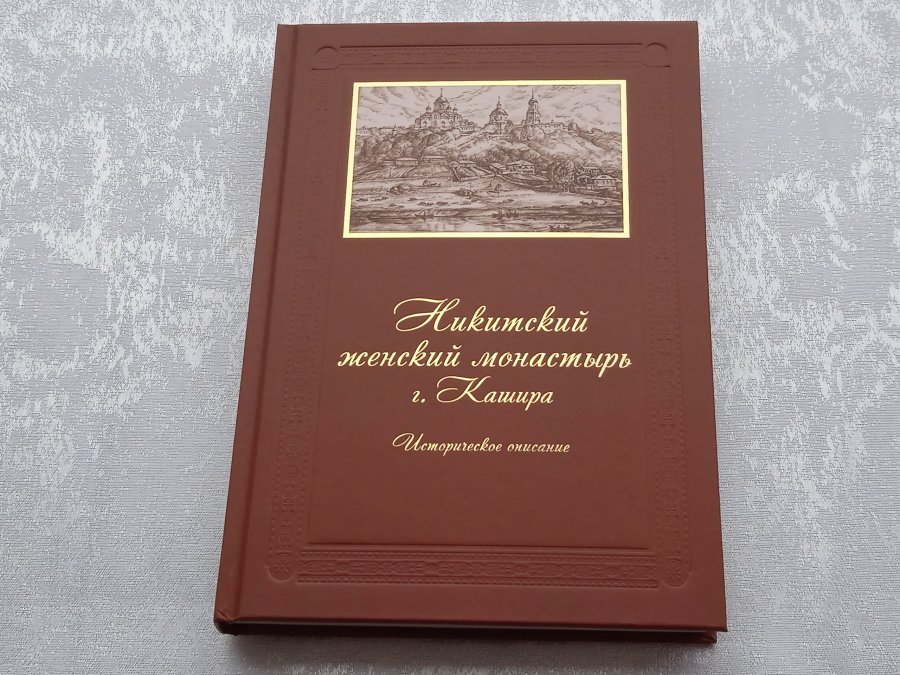 Никитский
женский монастырь
г. Кашира
Историческое описание